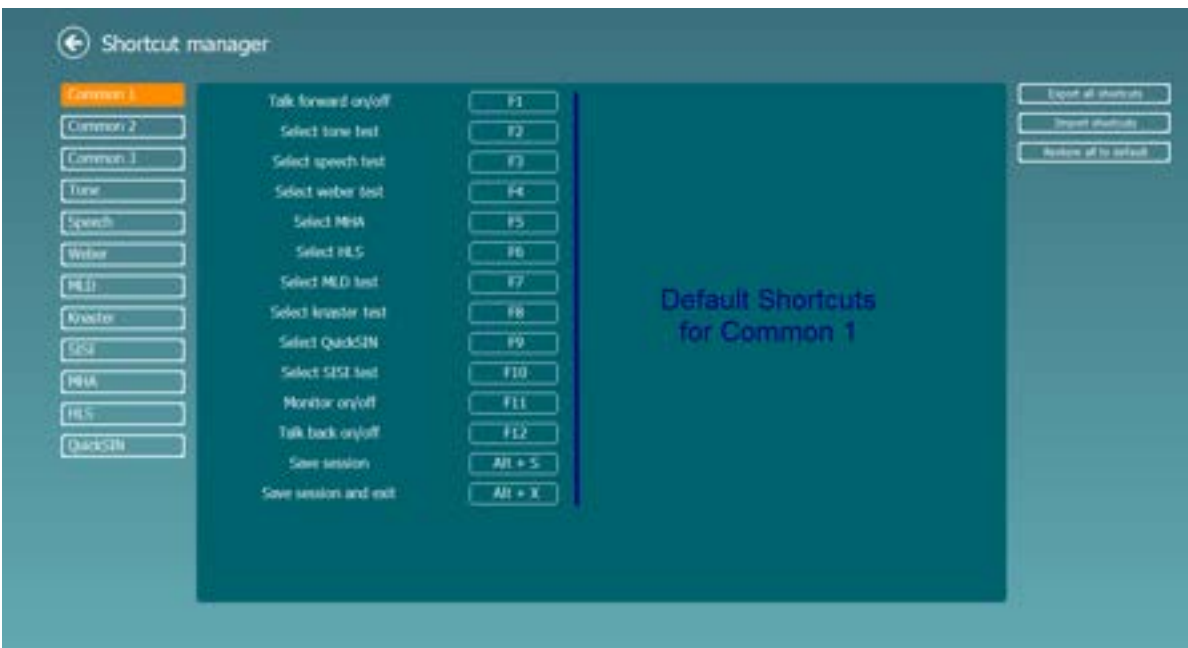 Shortcut manager
Common 1
Common 2
Common 3
Tone
Speech
Weber
MLD
Knaster
SISI
MHA
HLS
QuickSIN
Talk forward on/off F1
Select tone test F2
Select speech test F3
Select weber test F4
Select MHA F5
Select HLS F6
Select MLD test F7
Select knaster test F8
Select QuickSIN F9
Select SISI test F10
Monitor on/off F11
Talk back on/off F12
Save session Alt + S
Save session and exit Alt + X
Default Shortcuts
for Common 1
Export all shortcuts
Import shortcuts
Restore all to default